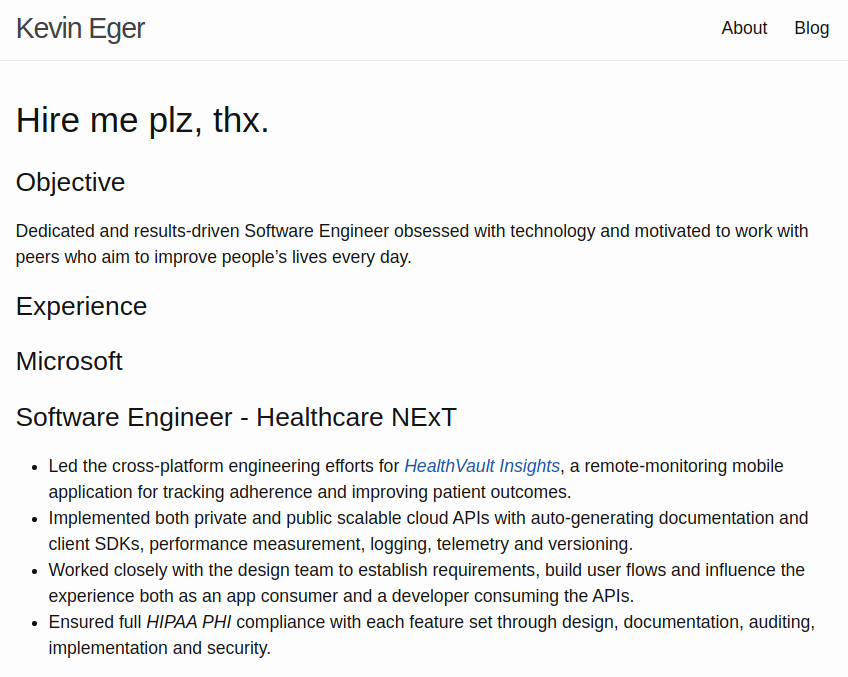 Kevin Eger
About Blog
Hire me plz, thx.
Objective
Dedicated and results-driven Software Engineer obsessed with technology and motivated to work with
peers who aim to improve people’s lives every day.
Experience
Microsoft
Software Engineer - Healthcare NExT
• Led the cross-platform engineering efforts for HealthVault Insights, a remote-monitoring mobile
application for tracking adherence and improving patient outcomes.
• Implemented both private and public scalable cloud APIs with auto-generating documentation and
client SDKs, performance measurement, logging, telemetry and versioning.
• Worked closely with the design team to establish requirements, build user flows and influence the
experience both as an app consumer and a developer consuming the APIs.
• Ensured full HIPAA PHI compliance with each feature set through design, documentation, auditing,
implementation and security.